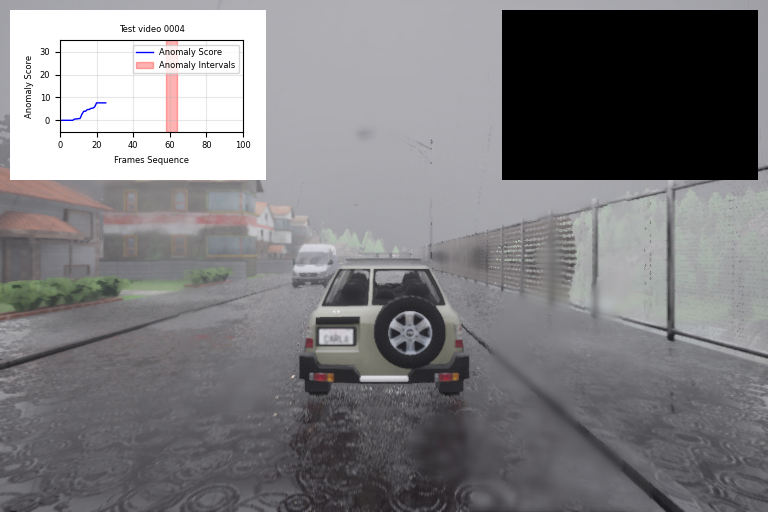 Test video 0004
Anomaly Score
30
20
10
0
Anomaly Score
Anomaly Intervals
0 20 40 60 80 100
Frames Sequence
CARLA